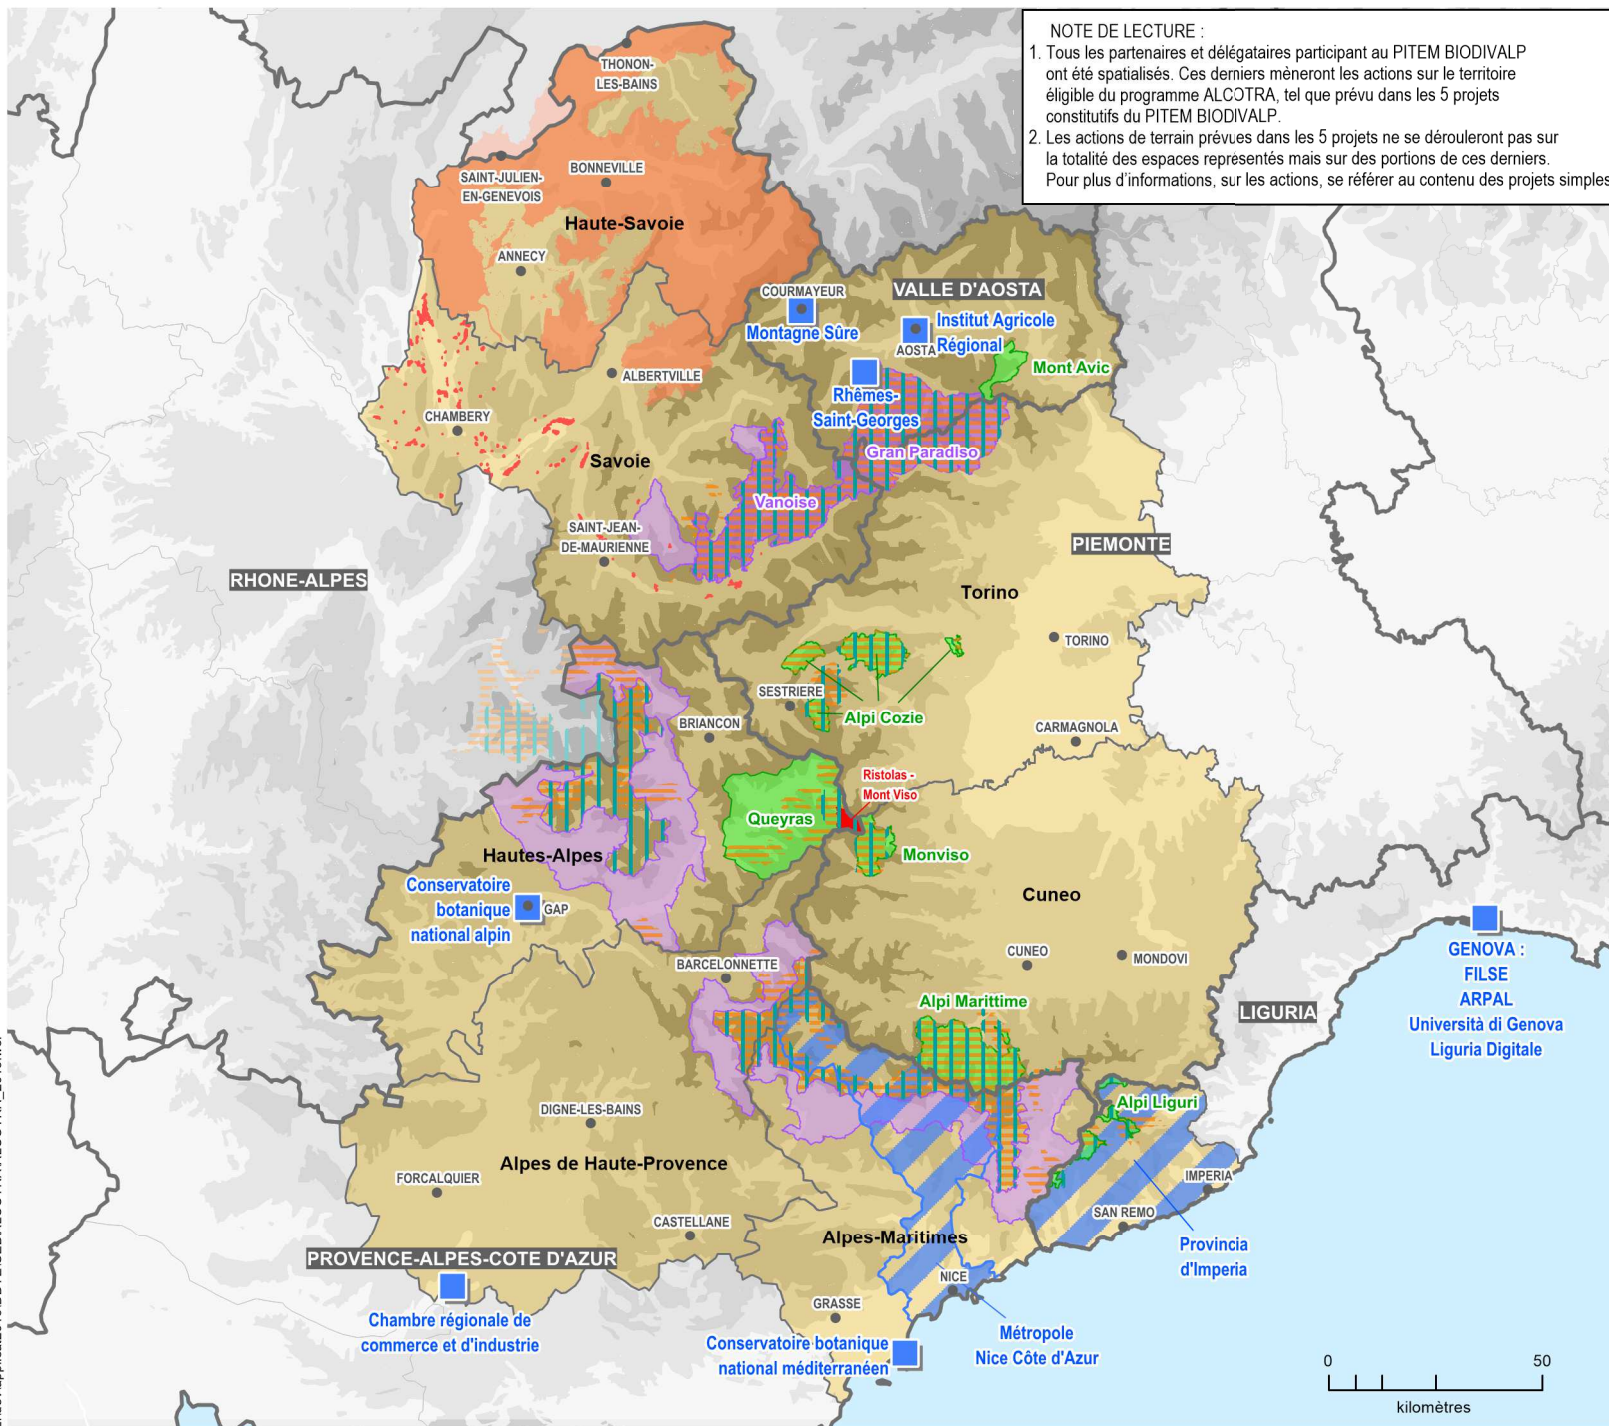 NOTE DE LECTURE :
1. Tous les partenaires et délégataires participant au PITEM BIODIVALP
ont été spatialisés. Ces derniers mèneront les actions sur le territoire
éligible du programme ALCOTRA, tel que prévu dans les 5 projets
constitutifs du PITEM BIODIVALP.
2. Les actions de terrain prévues dans les 5 projets ne se dérouleront pas sur
la totalité des espaces représentés mais sur des portions de ces derniers.
Pour plus d'informations, sur les actions, se référer au contenu des projets simples
THONON-
LES-BAINS
BONNEVILLE
SAINT-JULIEN-
EN-GENEVOIS
Haute-Savoie
ANNECY
COURMAYEUR
VALLE D'AOSTA
Montagne Sûre
Institut Agricole
Régional
AOSTA
Mont Avic
ALBERTVILLE
Rhêmes-
Saint-Georges
CHAMBERY
Gran Paradiso
Savoie
Vanoise
SAINT-JEAN-
DE-MAURIENNE
PIEMONTE
RHONE-ALPES
Torino
TORINO
SESTRIERE
Alpi Cozie
BRIANCON
CARMAGNOLA
Ristolas -
Mont Viso
Queyras
Monviso
Hautes-Alpes
Conservatoire
botanique
national alpin
GAP
Cuneo
CUNEO
MONDOVI
BARCELONNETTE
GENOVA :
FILSE
ARPAL
Università di Genova
Liguria Digitale
Alpi Marittime
LIGURIA
DIGNE-LES-BAINS
Alpi Liguri
Alpes de Haute-Provence
FORCALQUIER
IMPERIA
CASTELLANE
SAN REMO
Alpes-Maritimes
Provincia
d'Imperia
PROVENCE-ALPES-COTE D'AZUR
NICE
GRASSE
Chambre régionale de
commerce et d'industrie
Conservatoire botanique
national méditerranéen
Métropole
Nice Côte d'Azur
0 50
kilomètres